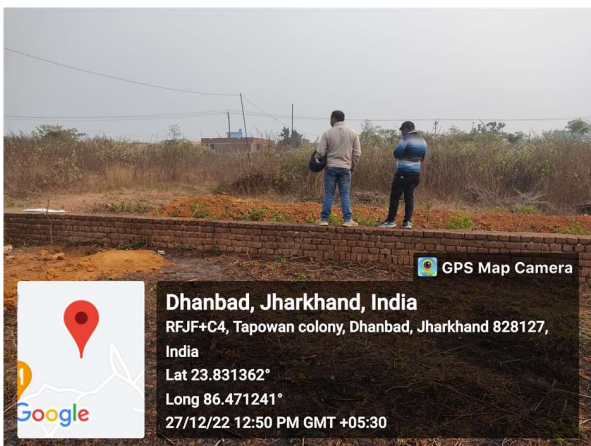 GPS Map Camera
Dhanbad, Jharkhand, India
RFJF+C4, Tapowan colony, Dhanbad, Jharkhand 828127,
India
Lat 23.831362°
Long 86.471241°
27/12/22 12:50 PM GMT +05:30
Google